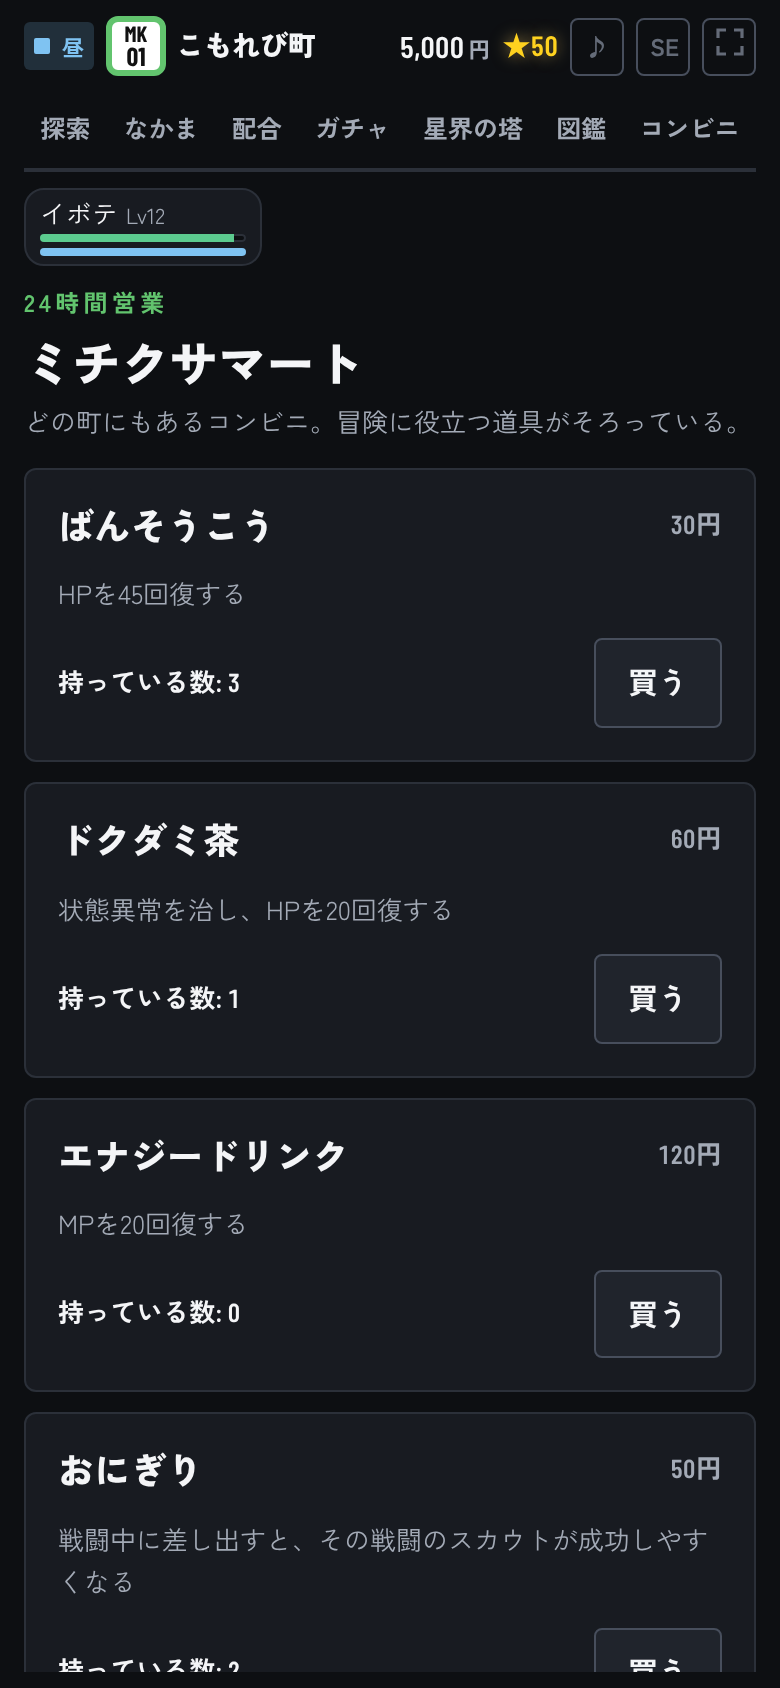 昼
MK
01
こもれび町
5,000円
★50
♪
SE
探索 なかま 配合 ガチャ 星界の塔 図鑑 コンビニ
イボテ Lv12
24時間営業
ミチクサマート
どの町にもあるコンビニ。冒険に役立つ道具がそろっている。
ばんそうこう
30円
HPを45回復する
持っている数: 3
買う
ドクダミ茶
60円
状態異常を治し、HPを20回復する
持っている数: 1
買う
エナジードリンク
120円
MPを20回復する
持っている数: 0
買う
おにぎり
50円
戦闘中に差し出すと、その戦闘のスカウトが成功しやす
くなる
持っている数: 2
買う